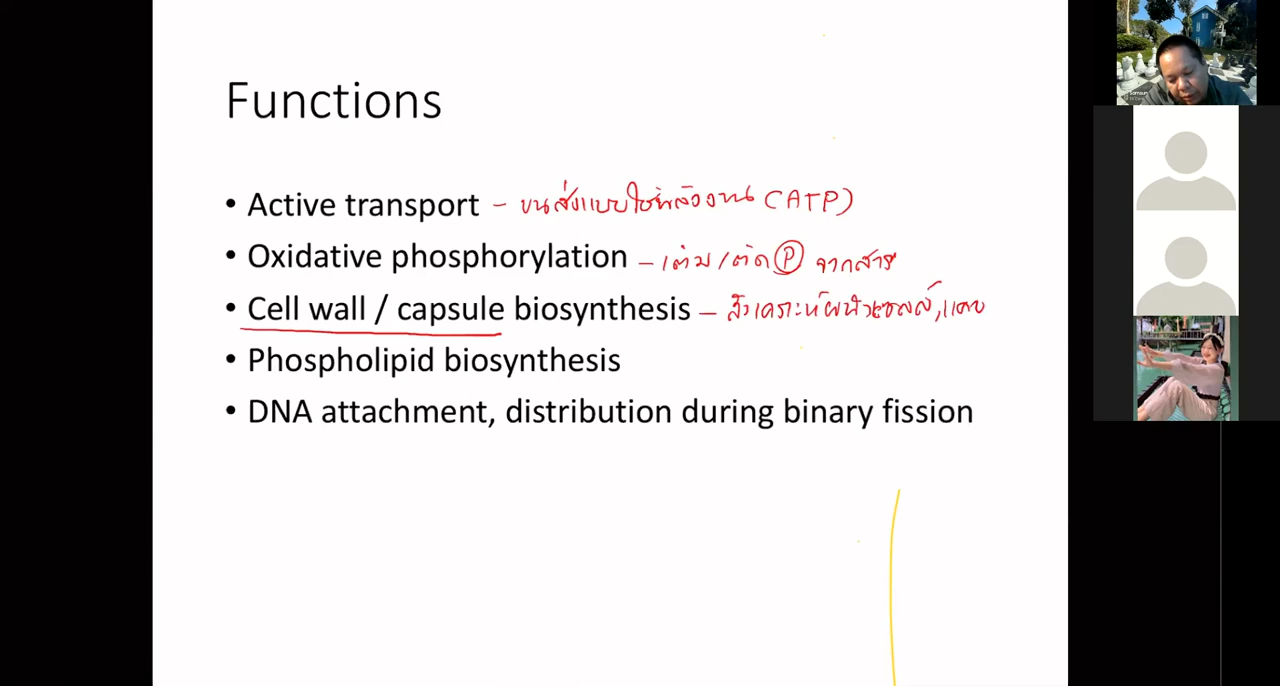 Functions
• Active transport – ขนส่งแบบใช้พลังงาน (ATP)
• Oxidative phosphorylation – เติม/ตัด P จากสาร
• Cell wall / capsule biosynthesis – สังเคราะห์ผนังเซลล์, แคป
• Phospholipid biosynthesis
• DNA attachment, distribution during binary fission